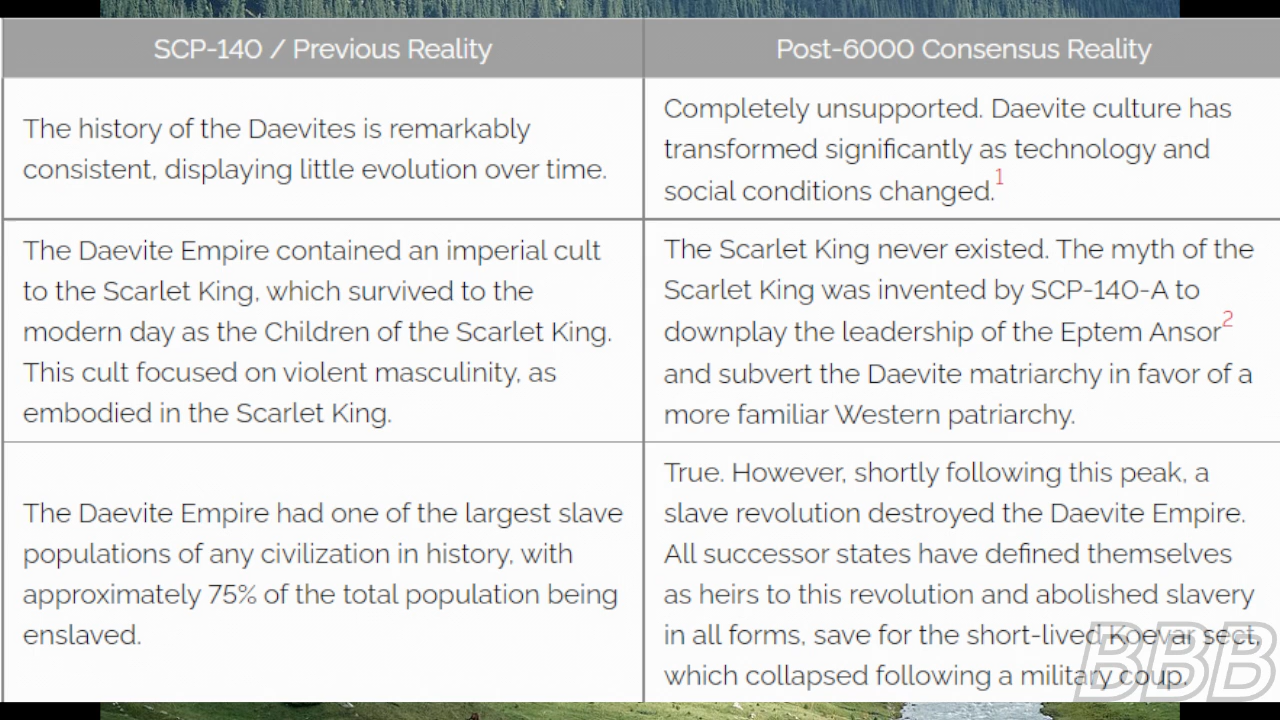 SCP-140 / Previous Reality
Post-6000 Consensus Reality
The history of the Daevites is remarkably
consistent, displaying little evolution over time.
Completely unsupported. Daevite culture has
transformed significantly as technology and
social conditions changed.1
The Daevite Empire contained an imperial cult
to the Scarlet King, which survived to the
modern day as the Children of the Scarlet King.
This cult focused on violent masculinity, as
embodied in the Scarlet King.
The Scarlet King never existed. The myth of the
Scarlet King was invented by SCP-140-A to
downplay the leadership of the Eptem Ansor2
and subvert the Daevite matriarchy in favor of a
more familiar Western patriarchy.
The Daevite Empire had one of the largest slave
populations of any civilization in history, with
approximately 75% of the total population being
enslaved.
True. However, shortly following this peak, a
slave revolution destroyed the Daevite Empire.
All successor states have defined themselves
as heirs to this revolution and abolished slavery
in all forms, save for the short-lived Koevar sect,
which collapsed following a military coup.
BBB